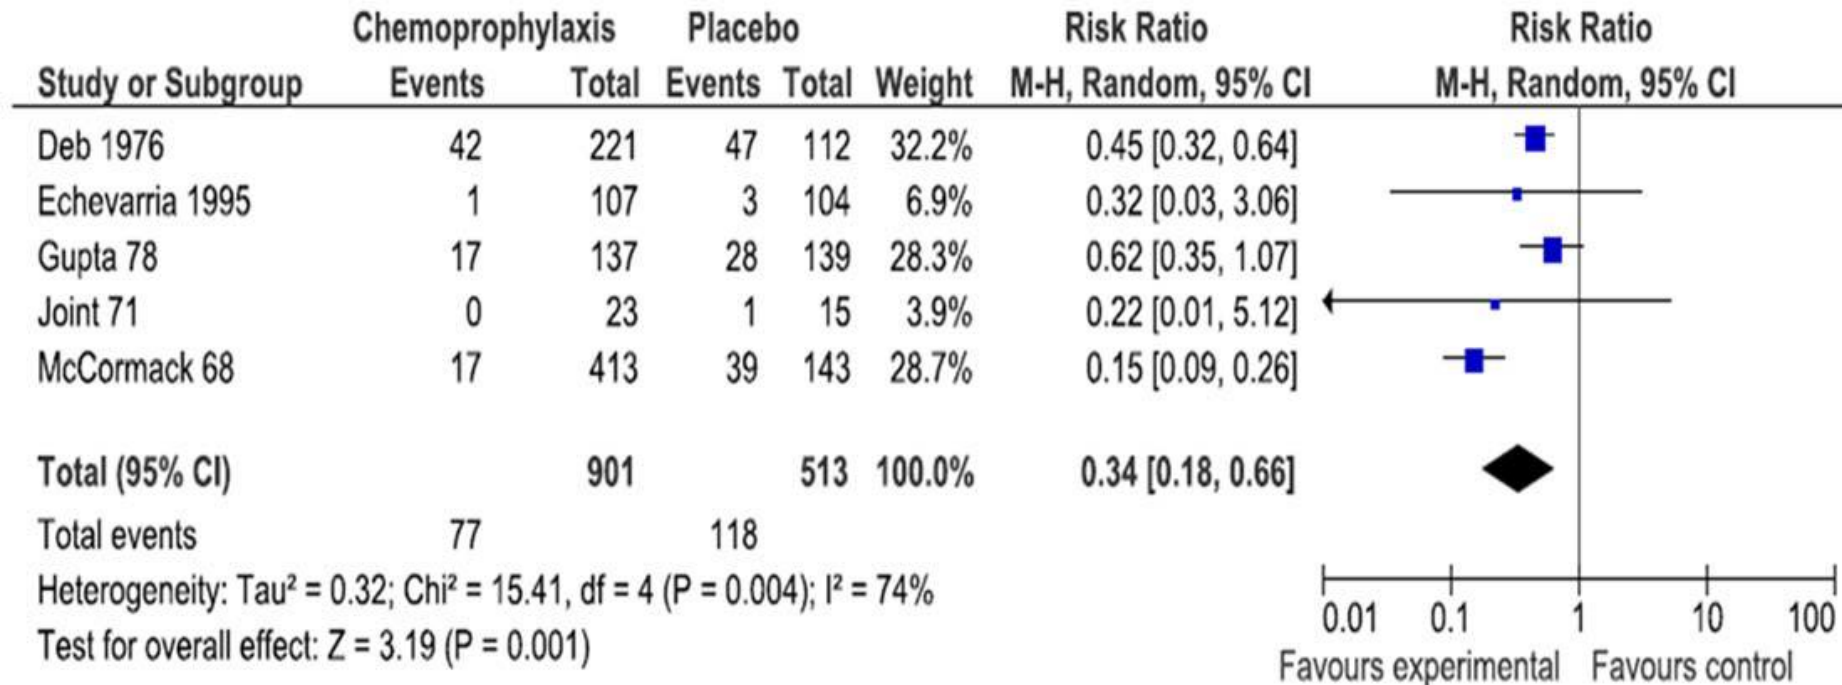 Chemoprophylaxis Placebo Risk Ratio Risk Ratio
Study or Subgroup Events Total Events Total Weight M-H, Random, 95% CI M-H, Random, 95% CI
Deb 1976 42 221 47 112 32.2% 0.45 [0.32, 0.64]
Echevarria 1995 1 107 3 104 6.9% 0.32 [0.03, 3.06]
Gupta 78 17 137 28 139 28.3% 0.62 [0.35, 1.07]
Joint 71 0 23 1 15 3.9% 0.22 [0.01, 5.12]
McCormack 68 17 413 39 143 28.7% 0.15 [0.09, 0.26]
Total (95% CI) 901 513 100.0% 0.34 [0.18, 0.66]
Total events 77 118
Heterogeneity: Tau² = 0.32; Chi² = 15.41, df = 4 (P = 0.004); I² = 74%
Test for overall effect: Z = 3.19 (P = 0.001)
0.01 0.1 1 10 100
Favours experimental Favours control